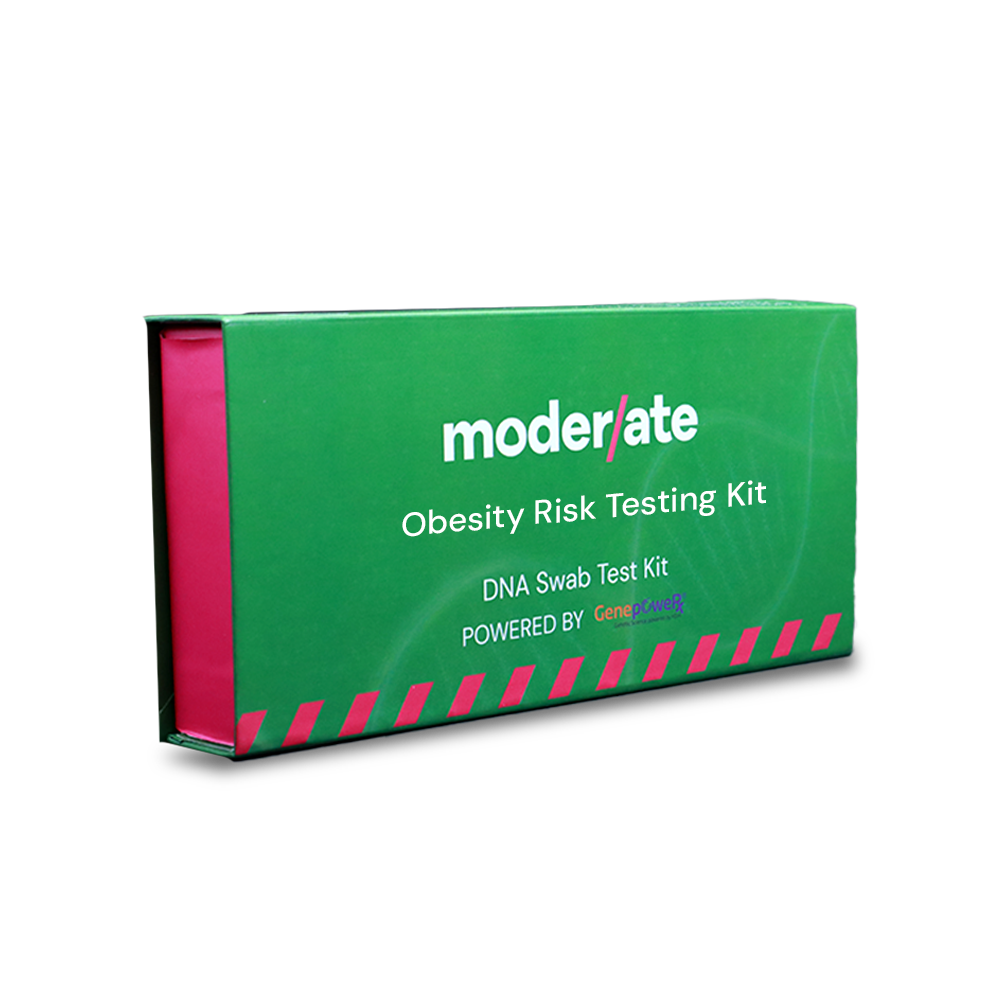 moder/ate
Obesity Risk Testing Kit
DNA Swab Test Kit
POWERED BY GenepoweRx